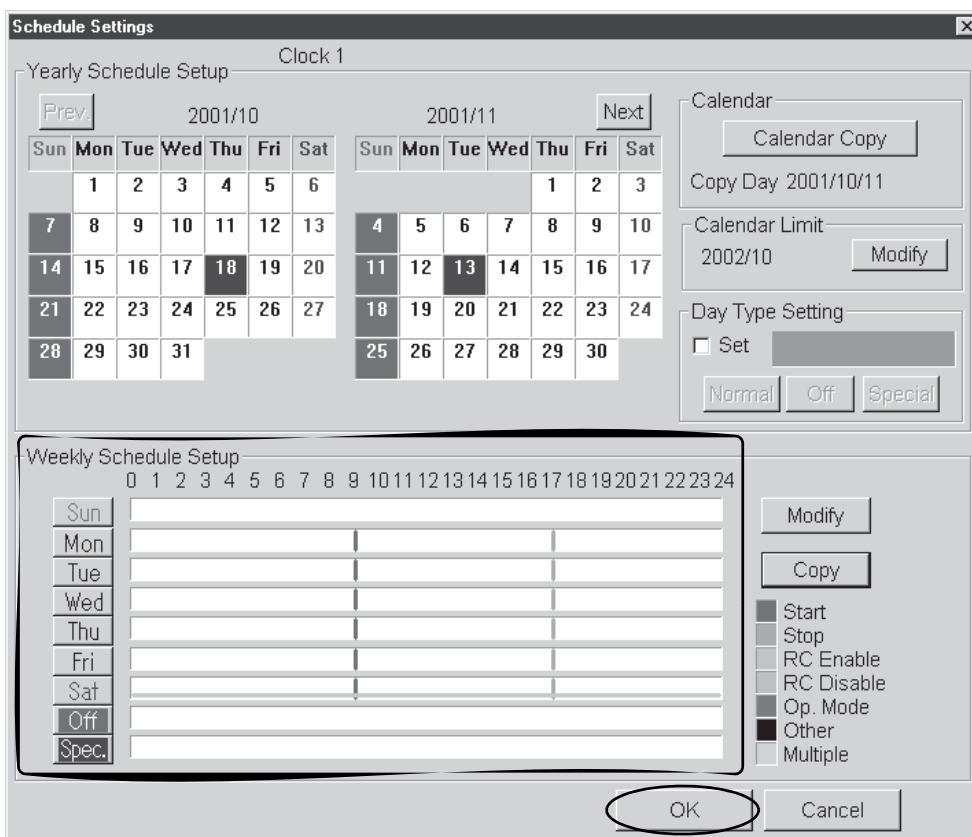 Schedule Settings
Clock 1
Yearly Schedule Setup
Prev. 2001/10
Sun Mon Tue Wed Thu Fri Sat
1 2 3 4 5 6
7 8 9 10 11 12 13
14 15 16 17 18 19 20
21 22 23 24 25 26 27
28 29 30 31
2001/11 Next
Sun Mon Tue Wed Thu Fri Sat
1 2 3
4 5 6 7 8 9 10
11 12 13 14 15 16 17
18 19 20 21 22 23 24
25 26 27 28 29 30
Calendar
Calendar Copy
Copy Day 2001/10/11
Calendar Limit
2002/10 Modify
Day Type Setting
Set
Normal Off Special
Weekly Schedule Setup
0 1 2 3 4 5 6 7 8 9 10 11 12 13 14 15 16 17 18 19 20 21 22 23 24
Sun
Mon
Tue
Wed
Thu
Fri
Sat
Off
Spec.
Modify
Copy
Start
Stop
RC Enable
RC Disable
Op. Mode
Other
Multiple
OK Cancel